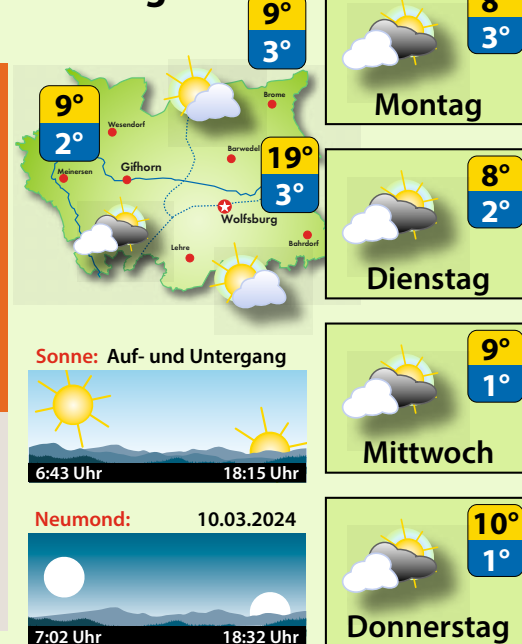 g
9°
3°
8°
3°
Montag
9°
2°
Wesendorf
Brome
Barwedel
19°
3°
Meinersen
Gifhorn
Wolfsburg
Lehre
Bahrdorf
8°
2°
Dienstag
Sonne: Auf- und Untergang
6:43 Uhr 18:15 Uhr
9°
1°
Mittwoch
Neumond: 10.03.2024
7:02 Uhr 18:32 Uhr
10°
1°
Donnerstag